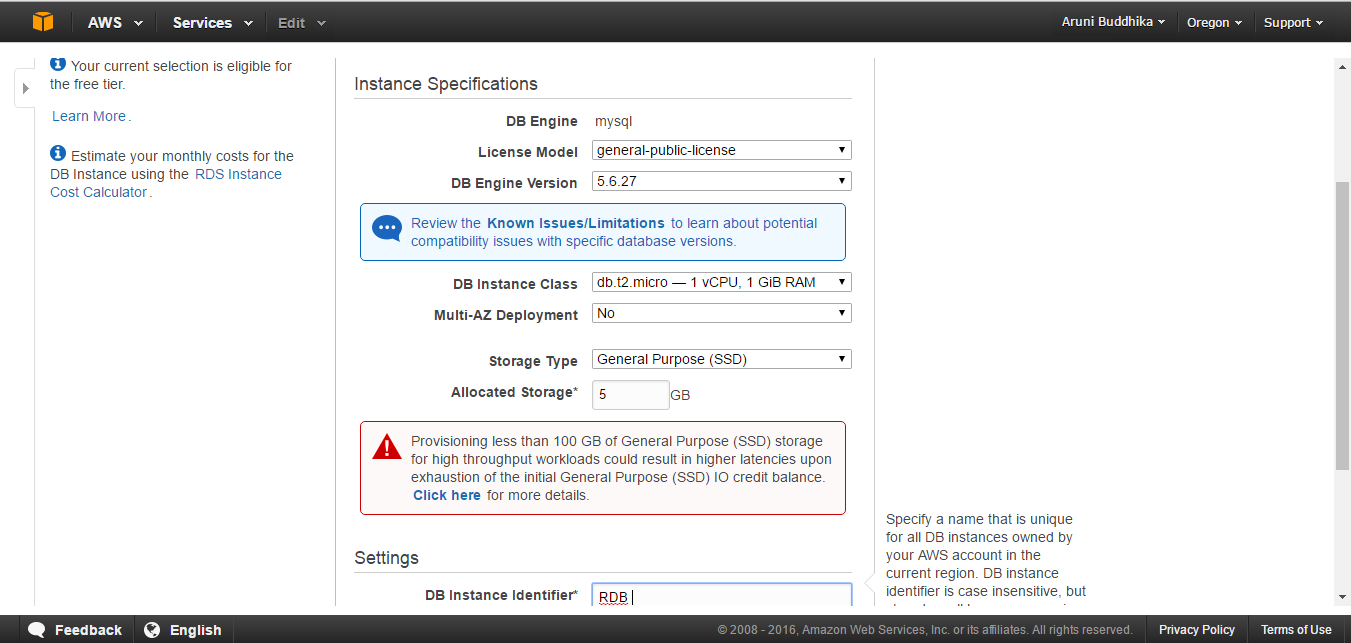 AWS Services Edit Aruni Buddhika Oregon Support
Your current selection is eligible for
the free tier.
Learn More.
Estimate your monthly costs for the
DB Instance using the RDS Instance
Cost Calculator.
Instance Specifications
DB Engine mysql
License Model general-public-license
DB Engine Version 5.6.27
Review the Known Issues/Limitations to learn about potential
compatibility issues with specific database versions.
DB Instance Class db.t2.micro — 1 vCPU, 1 GiB RAM
Multi-AZ Deployment No
Storage Type General Purpose (SSD)
Allocated Storage* 5 GB
Provisioning less than 100 GB of General Purpose (SSD) storage
for high throughput workloads could result in higher latencies upon
exhaustion of the initial General Purpose (SSD) IO credit balance.
Click here for more details.
Settings
DB Instance Identifier* RDB
Specify a name that is unique
for all DB instances owned by
your AWS account in the
current region. DB instance
identifier is case insensitive, but
Feedback English © 2008 - 2016, Amazon Web Services, Inc. or its affiliates. All rights reserved. Privacy Policy Terms of Use